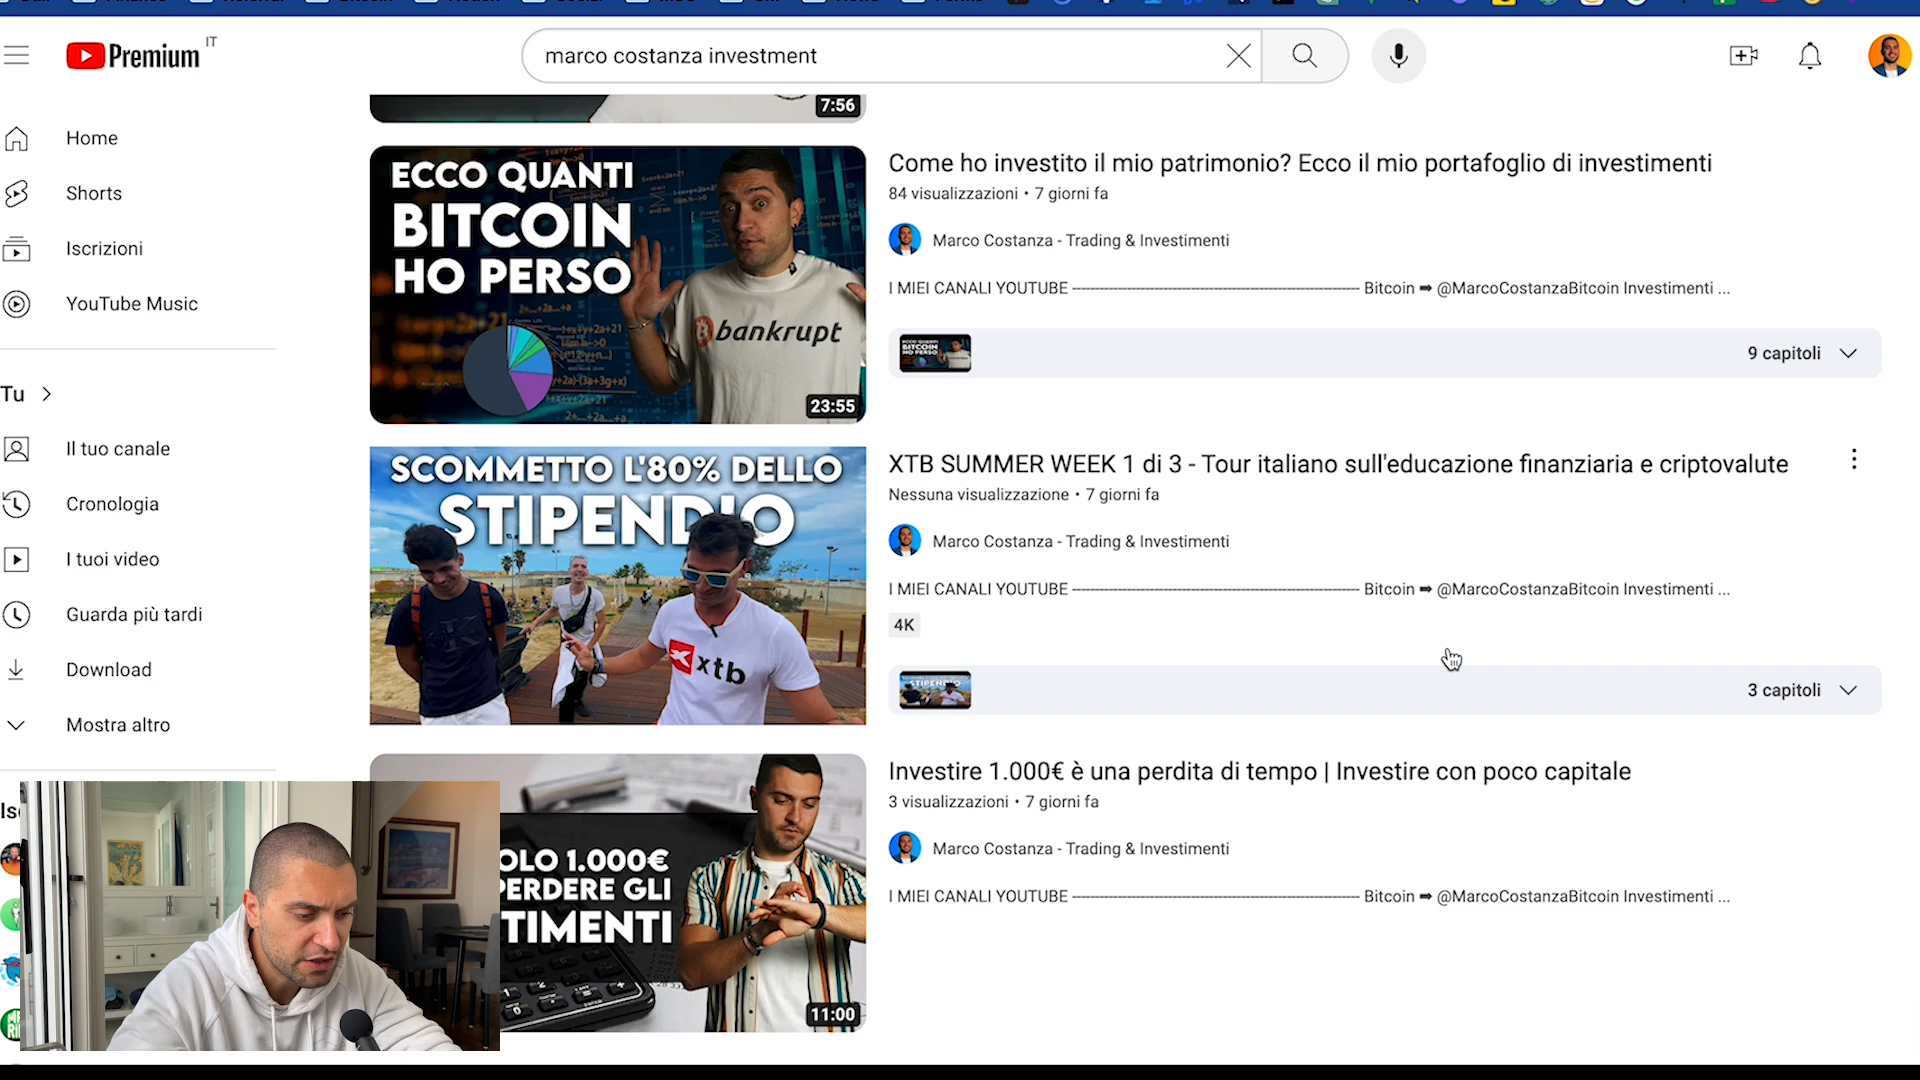 Premium IT
marco costanza investment
Home
Shorts
Iscrizioni
YouTube Music
Tu
Il tuo canale
Cronologia
I tuoi video
Guarda più tardi
Download
Mostra altro
7:56
ECCO QUANTI
BITCOIN
HO PERSO
bankrupt
23:55
Come ho investito il mio patrimonio? Ecco il mio portafoglio di investimenti
84 visualizzazioni • 7 giorni fa
Marco Costanza - Trading & Investimenti
I MIEI CANALI YOUTUBE ---------------------------------------------------- Bitcoin ➡ @MarcoCostanzaBitcoin Investimenti ...
9 capitoli
SCOMMETTO L'80% DELLO
STIPENDIO
xtb
XTB SUMMER WEEK 1 di 3 - Tour italiano sull'educazione finanziaria e criptovalute
Nessuna visualizzazione • 7 giorni fa
Marco Costanza - Trading & Investimenti
I MIEI CANALI YOUTUBE ---------------------------------------------------- Bitcoin ➡ @MarcoCostanzaBitcoin Investimenti ...
4K
3 capitoli
OLO 1.000€
PERDERE GLI
TIMENTI
11:00
Investire 1.000€ è una perdita di tempo | Investire con poco capitale
3 visualizzazioni • 7 giorni fa
Marco Costanza - Trading & Investimenti
I MIEI CANALI YOUTUBE ---------------------------------------------------- Bitcoin ➡ @MarcoCostanzaBitcoin Investimenti ...